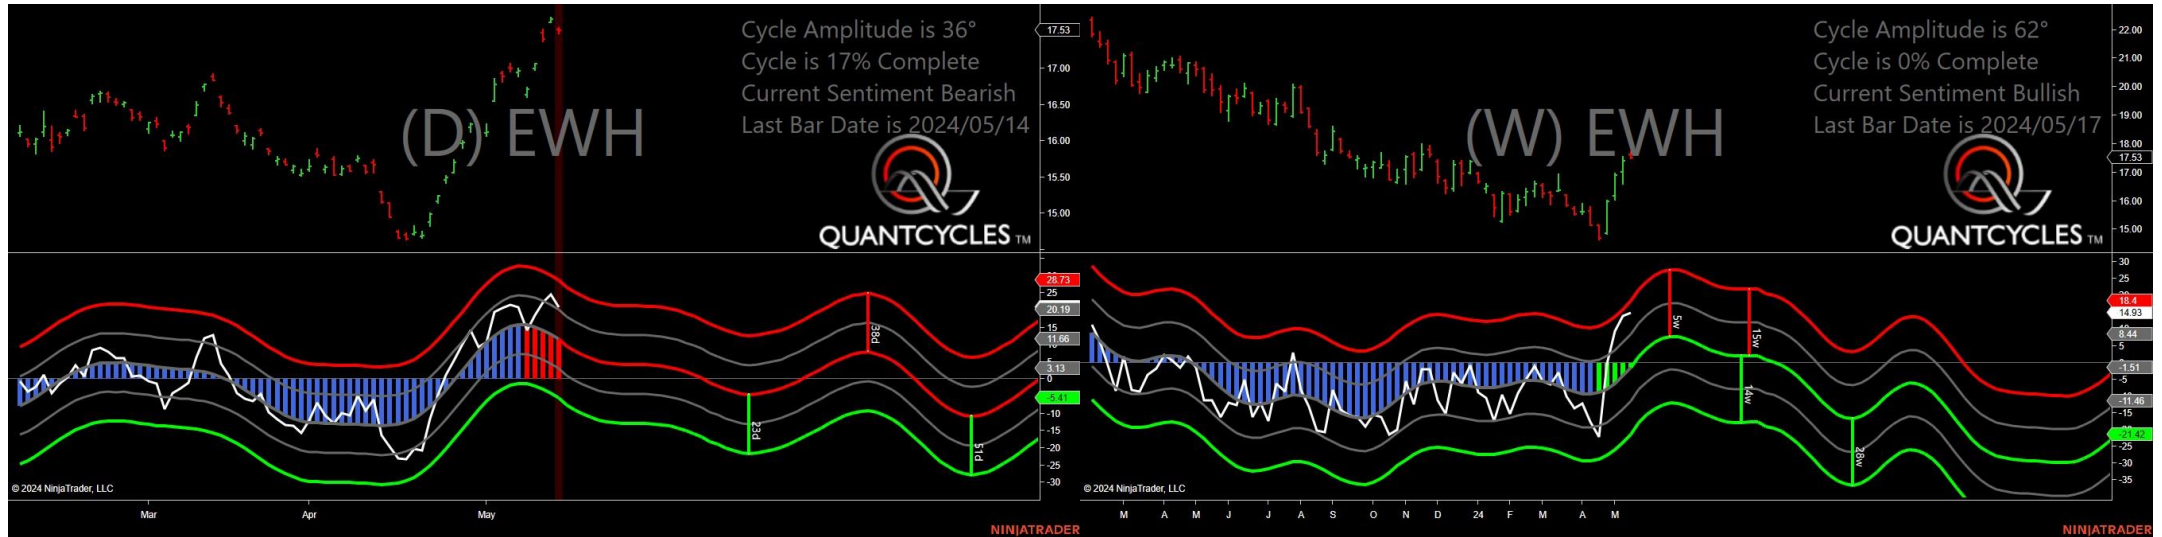 Cycle Amplitude is 36°
Cycle is 17% Complete
Current Sentiment Bearish
Last Bar Date is 2024/05/14
(D) EWH
QUANTCYCLES TM
17.53
17.00
16.50
16.00
15.50
15.00
28.73
25
20.19
15
11.66
5
3.13
0
-5.41
-10
-15
-20
-25
-30
38d
23d
51d
© 2024 NinjaTrader, LLC
Mar
Apr
May
NINJATRADER
Cycle Amplitude is 62°
Cycle is 0% Complete
Current Sentiment Bullish
Last Bar Date is 2024/05/17
(W) EWH
QUANTCYCLES TM
22.00
21.00
20.00
19.00
18.00
17.53
17.00
16.00
15.00
30
25
18.4
14.93
8.44
5
-1.51
-5
-11.46
-15
-21.42
-25
-30
-35
5w
15w
14w
28w
© 2024 NinjaTrader, LLC
M A M J J A S O N D 24 F M A M
NINJATRADER